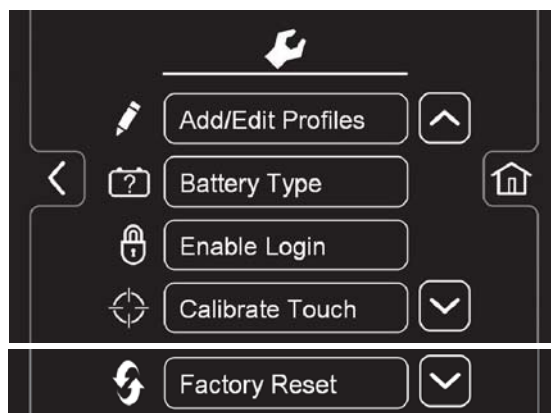 Add/Edit Profiles
Battery Type
Enable Login
Calibrate Touch
Factory Reset